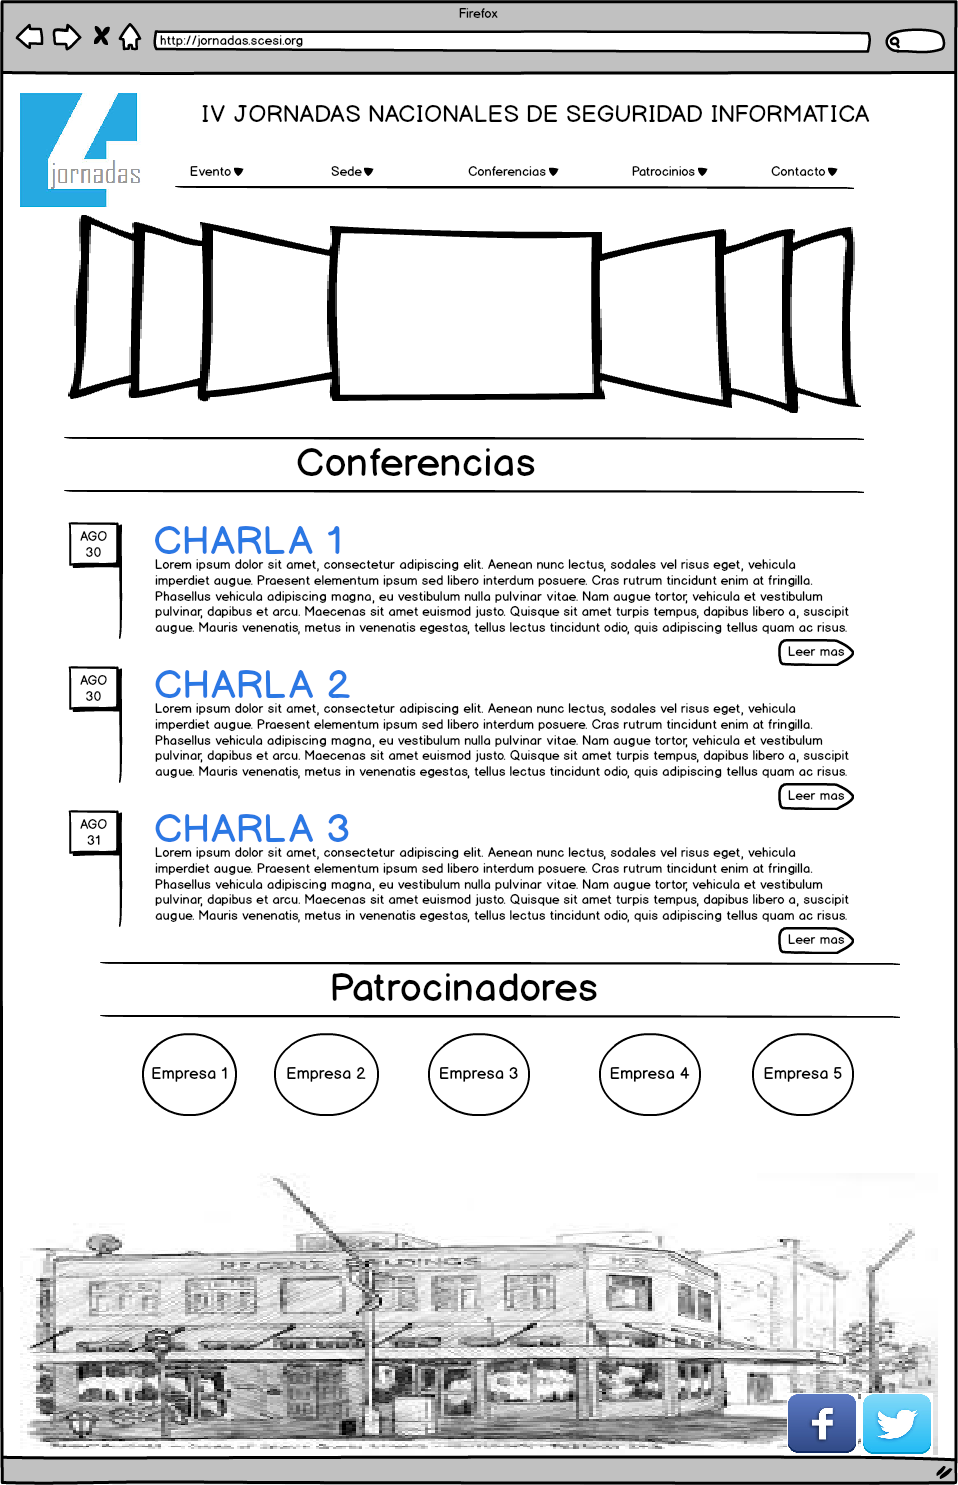 Firefox
http://jornadas.scesi.org
jornadas
IV JORNADAS NACIONALES DE SEGURIDAD INFORMATICA
Evento Sede Conferencias Patrocinios Contacto
Conferencias
AGO
30
CHARLA 1
Lorem ipsum dolor sit amet, consectetur adipiscing elit. Aenean nunc lectus, sodales vel risus eget, vehicula
imperdiet augue. Praesent elementum ipsum sed libero interdum posuere. Cras rutrum tincidunt enim at fringilla.
Phasellus vehicula adipiscing magna, eu vestibulum nulla pulvinar vitae. Nam augue tortor, vehicula et vestibulum
pulvinar, dapibus et arcu. Maecenas sit amet euismod justo. Quisque sit amet turpis tempus, dapibus libero a, suscipit
augue. Mauris venenatis, metus in venenatis egestas, tellus lectus tincidunt odio, quis adipiscing tellus quam ac risus.
Leer mas
AGO
30
CHARLA 2
Lorem ipsum dolor sit amet, consectetur adipiscing elit. Aenean nunc lectus, sodales vel risus eget, vehicula
imperdiet augue. Praesent elementum ipsum sed libero interdum posuere. Cras rutrum tincidunt enim at fringilla.
Phasellus vehicula adipiscing magna, eu vestibulum nulla pulvinar vitae. Nam augue tortor, vehicula et vestibulum
pulvinar, dapibus et arcu. Maecenas sit amet euismod justo. Quisque sit amet turpis tempus, dapibus libero a, suscipit
augue. Mauris venenatis, metus in venenatis egestas, tellus lectus tincidunt odio, quis adipiscing tellus quam ac risus.
Leer mas
AGO
31
CHARLA 3
Lorem ipsum dolor sit amet, consectetur adipiscing elit. Aenean nunc lectus, sodales vel risus eget, vehicula
imperdiet augue. Praesent elementum ipsum sed libero interdum posuere. Cras rutrum tincidunt enim at fringilla.
Phasellus vehicula adipiscing magna, eu vestibulum nulla pulvinar vitae. Nam augue tortor, vehicula et vestibulum
pulvinar, dapibus et arcu. Maecenas sit amet euismod justo. Quisque sit amet turpis tempus, dapibus libero a, suscipit
augue. Mauris venenatis, metus in venenatis egestas, tellus lectus tincidunt odio, quis adipiscing tellus quam ac risus.
Leer mas
Patrocinadores
Empresa 1 Empresa 2 Empresa 3 Empresa 4 Empresa 5